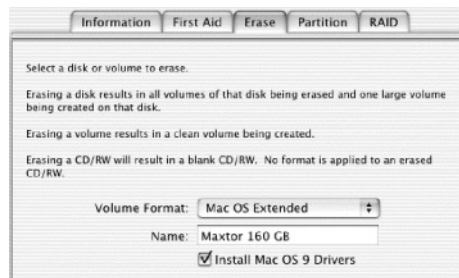 Information First Aid Erase Partition RAID
Select a disk or volume to erase.
Erasing a disk results in all volumes of that disk being erased and one large volume
being created on that disk.
Erasing a volume results in a clean volume being created.
Erasing a CD/RW will result in a blank CD/RW. No format is applied to an erased
CD/RW.
Volume Format: Mac OS Extended
Name: Maxtor 160 GB
Install Mac OS 9 Drivers